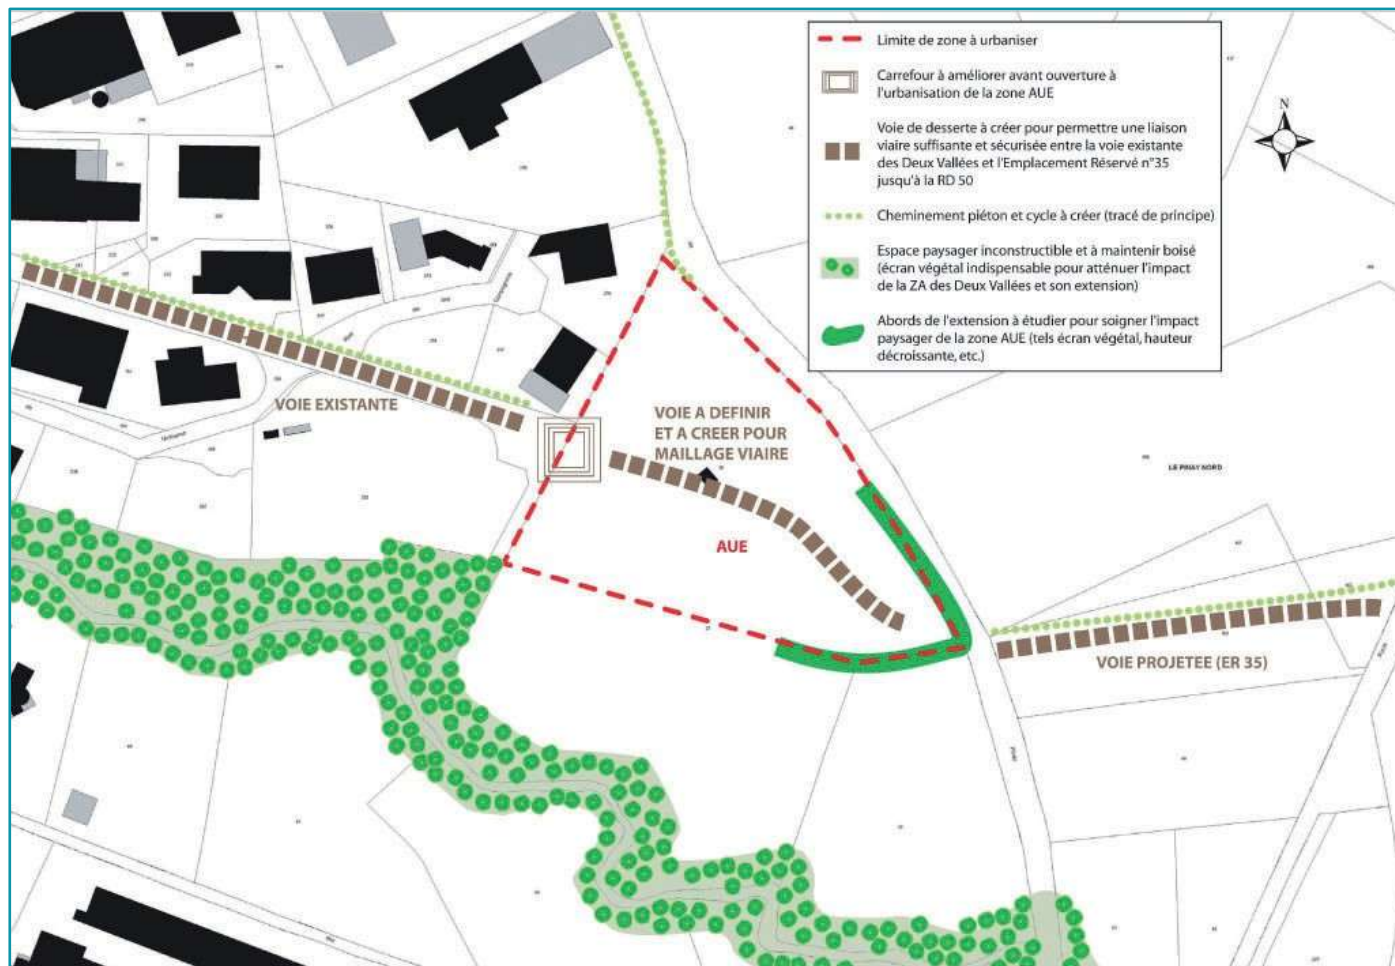 Limite de zone à urbaniser
Carrefour à améliorer avant ouverture à
l'urbanisation de la zone AUE
Voie de desserte à créer pour permettre une liaison
viaire suffisante et sécurisée entre la voie existante
des Deux Vallées et l'Emplacement Réservé n°35
jusqu'à la RD 50
Cheminement piéton et cycle à créer (tracé de principe)
Espace paysager inconstructible et à maintenir boisé
(écran végétal indispensable pour atténuer l'impact
de la ZA des Deux Vallées et son extension)
Abords de l'extension à étudier pour soigner l'impact
paysager de la zone AUE (tels écran végétal, hauteur
décroissante, etc.)
N
VOIE EXISTANTE
VOIE A DEFINIR
ET A CREER POUR
MAILLAGE VIAIRE
LE PINAY NORD
AUE
VOIE PROJETEE (ER 35)